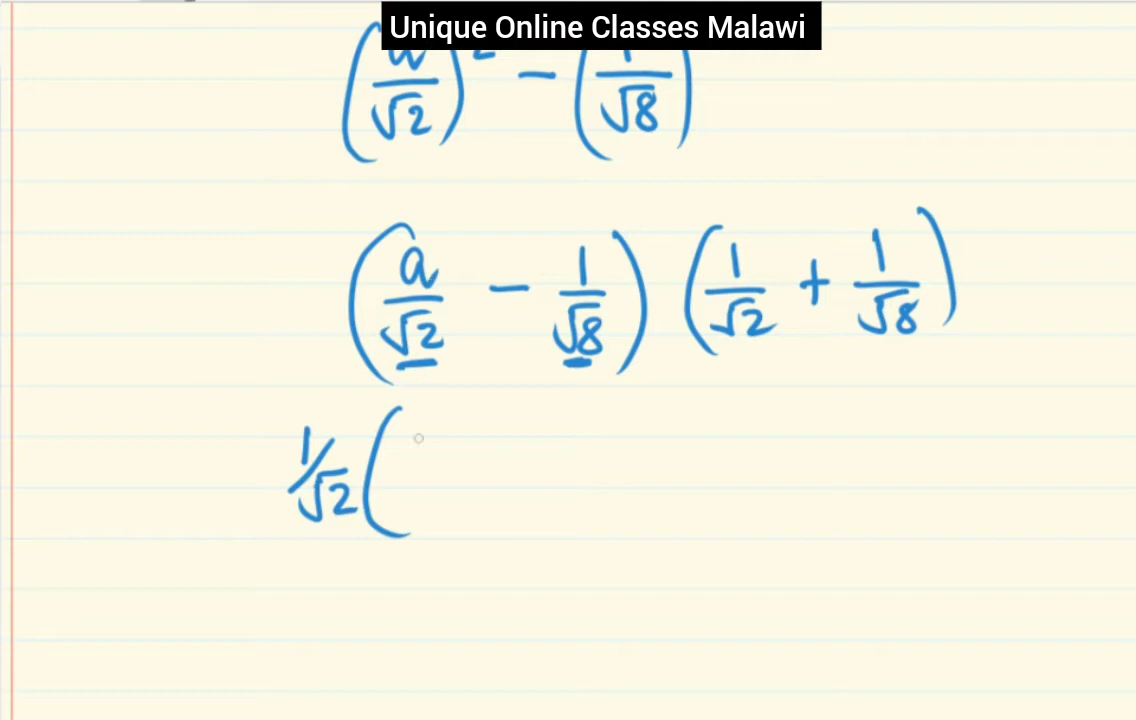 Unique Online Classes Malawi
(a/√2)² − (1/√8)
(a/√2 − 1/√8) (1/√2 + 1/√8)
1/√2 (